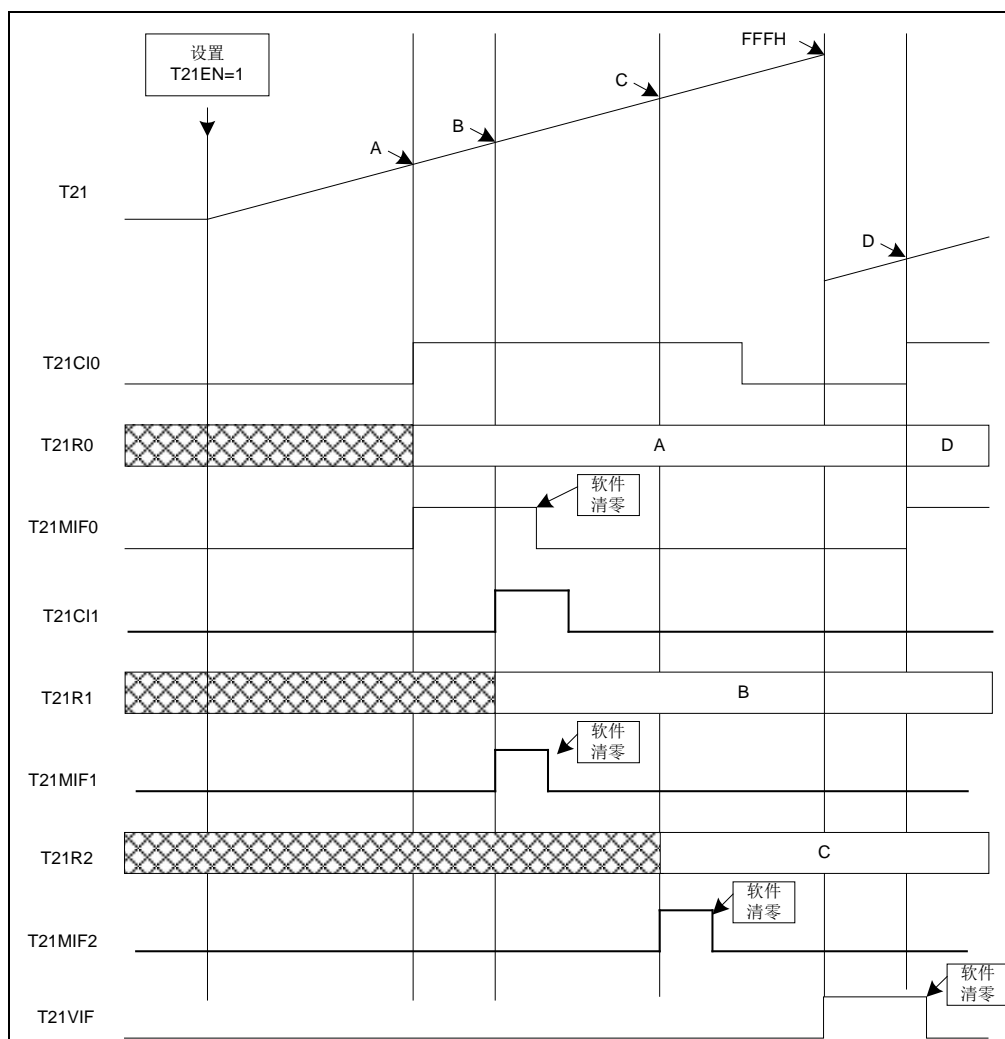 设置
T21EN=1
FFFH
C
B
A
T21
D
T21CI0
T21R0
A
D
软件
清零
T21MIF0
T21CI1
T21R1
B
软件
清零
T21MIF1
T21R2
C
软件
清零
T21MIF2
软件
清零
T21VIF